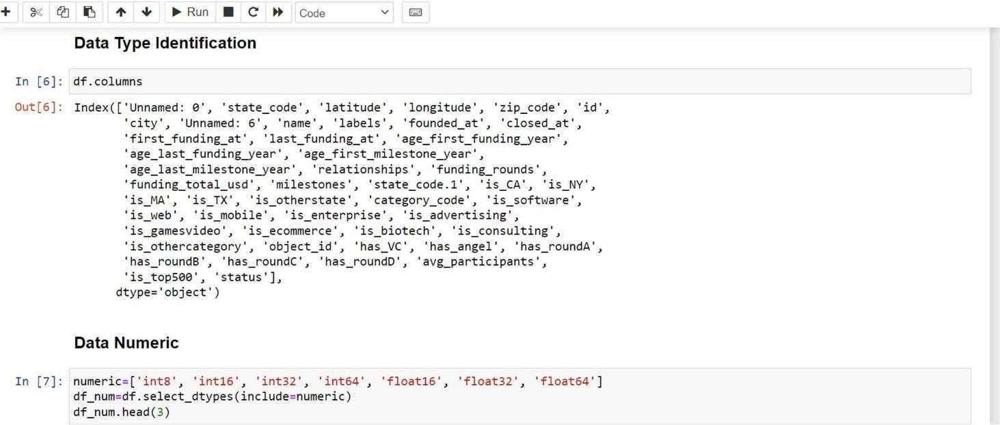 Run
Code
Data Type Identification
In [6]: df.columns
Out[6]: Index(['Unnamed: 0', 'state_code', 'latitude', 'longitude', 'zip_code', 'id',
'city', 'Unnamed: 6', 'name', 'labels', 'founded_at', 'closed_at',
'first_funding_at', 'last_funding_at', 'age_first_funding_year',
'age_last_funding_year', 'age_first_milestone_year',
'age_last_milestone_year', 'relationships', 'funding_rounds',
'funding_total_usd', 'milestones', 'state_code.1', 'is_CA', 'is_NY',
'is_MA', 'is_TX', 'is_otherstate', 'category_code', 'is_software',
'is_web', 'is_mobile', 'is_enterprise', 'is_advertising',
'is_gamesvideo', 'is_ecommerce', 'is_biotech', 'is_consulting',
'is_othercategory', 'object_id', 'has_VC', 'has_angel', 'has_roundA',
'has_roundB', 'has_roundC', 'has_roundD', 'avg_participants',
'is_top500', 'status'],
dtype='object')
Data Numeric
In [7]: numeric=['int8', 'int16', 'int32', 'int64', 'float16', 'float32', 'float64']
df_num=df.select_dtypes(include=numeric)
df_num.head(3)